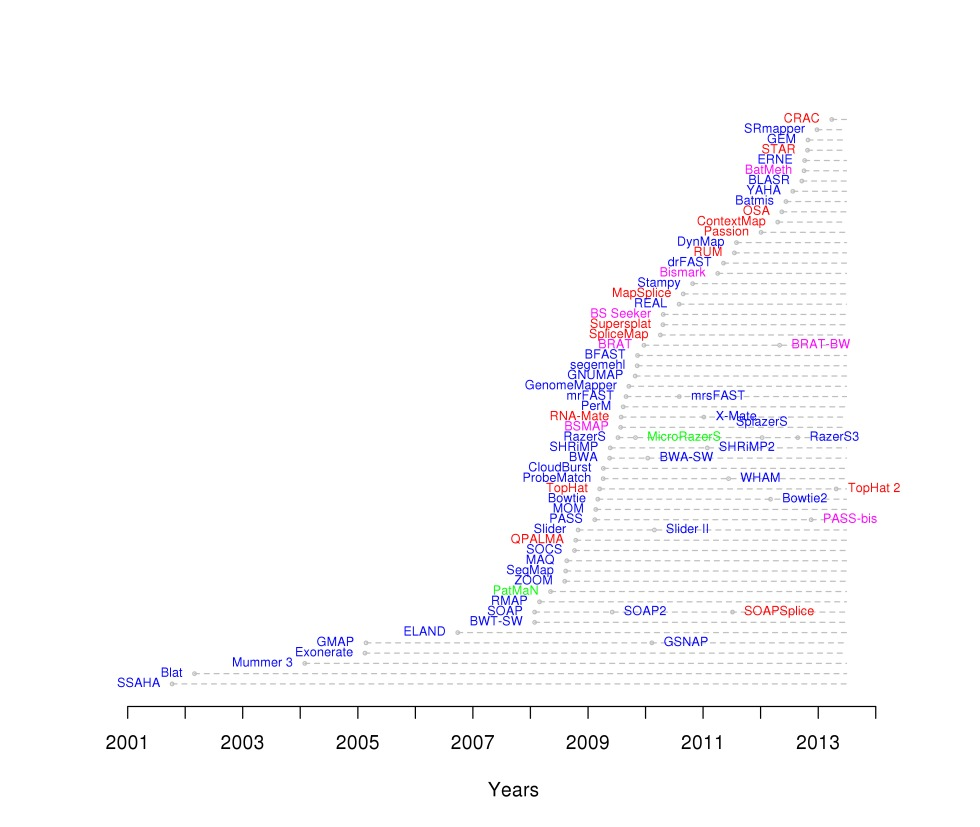 CRAC
SRmapper
GEM
STAR
ERNE
BatMeth
BLASR
YAHA
Batmis
OSA
ContextMap
Passion
DynMap
RUM
drFAST
Bismark
Stampy
MapSplice
REAL
BS Seeker
Supersplat
SpliceMap
BRAT BRAT-BW
BFAST
segemehl
GNUMAP
GenomeMapper
mrFAST mrsFAST
PerM
RNA-Mate X-Mate
SplazerS
BSMAP
RazerS MicroRazerS RazerS3
SHRiMP SHRiMP2
BWA BWA-SW
CloudBurst
ProbeMatch WHAM
TopHat TopHat 2
Bowtie Bowtie2
MOM
PASS PASS-bis
Slider Slider II
QPALMA
SOCS
MAQ
SeqMap
ZOOM
PatMaN
RMAP
SOAP SOAP2 SOAPSplice
BWT-SW
ELAND
GMAP GSNAP
Exonerate
Mummer 3
Blat
SSAHA
2001 2003 2005 2007 2009 2011 2013
Years